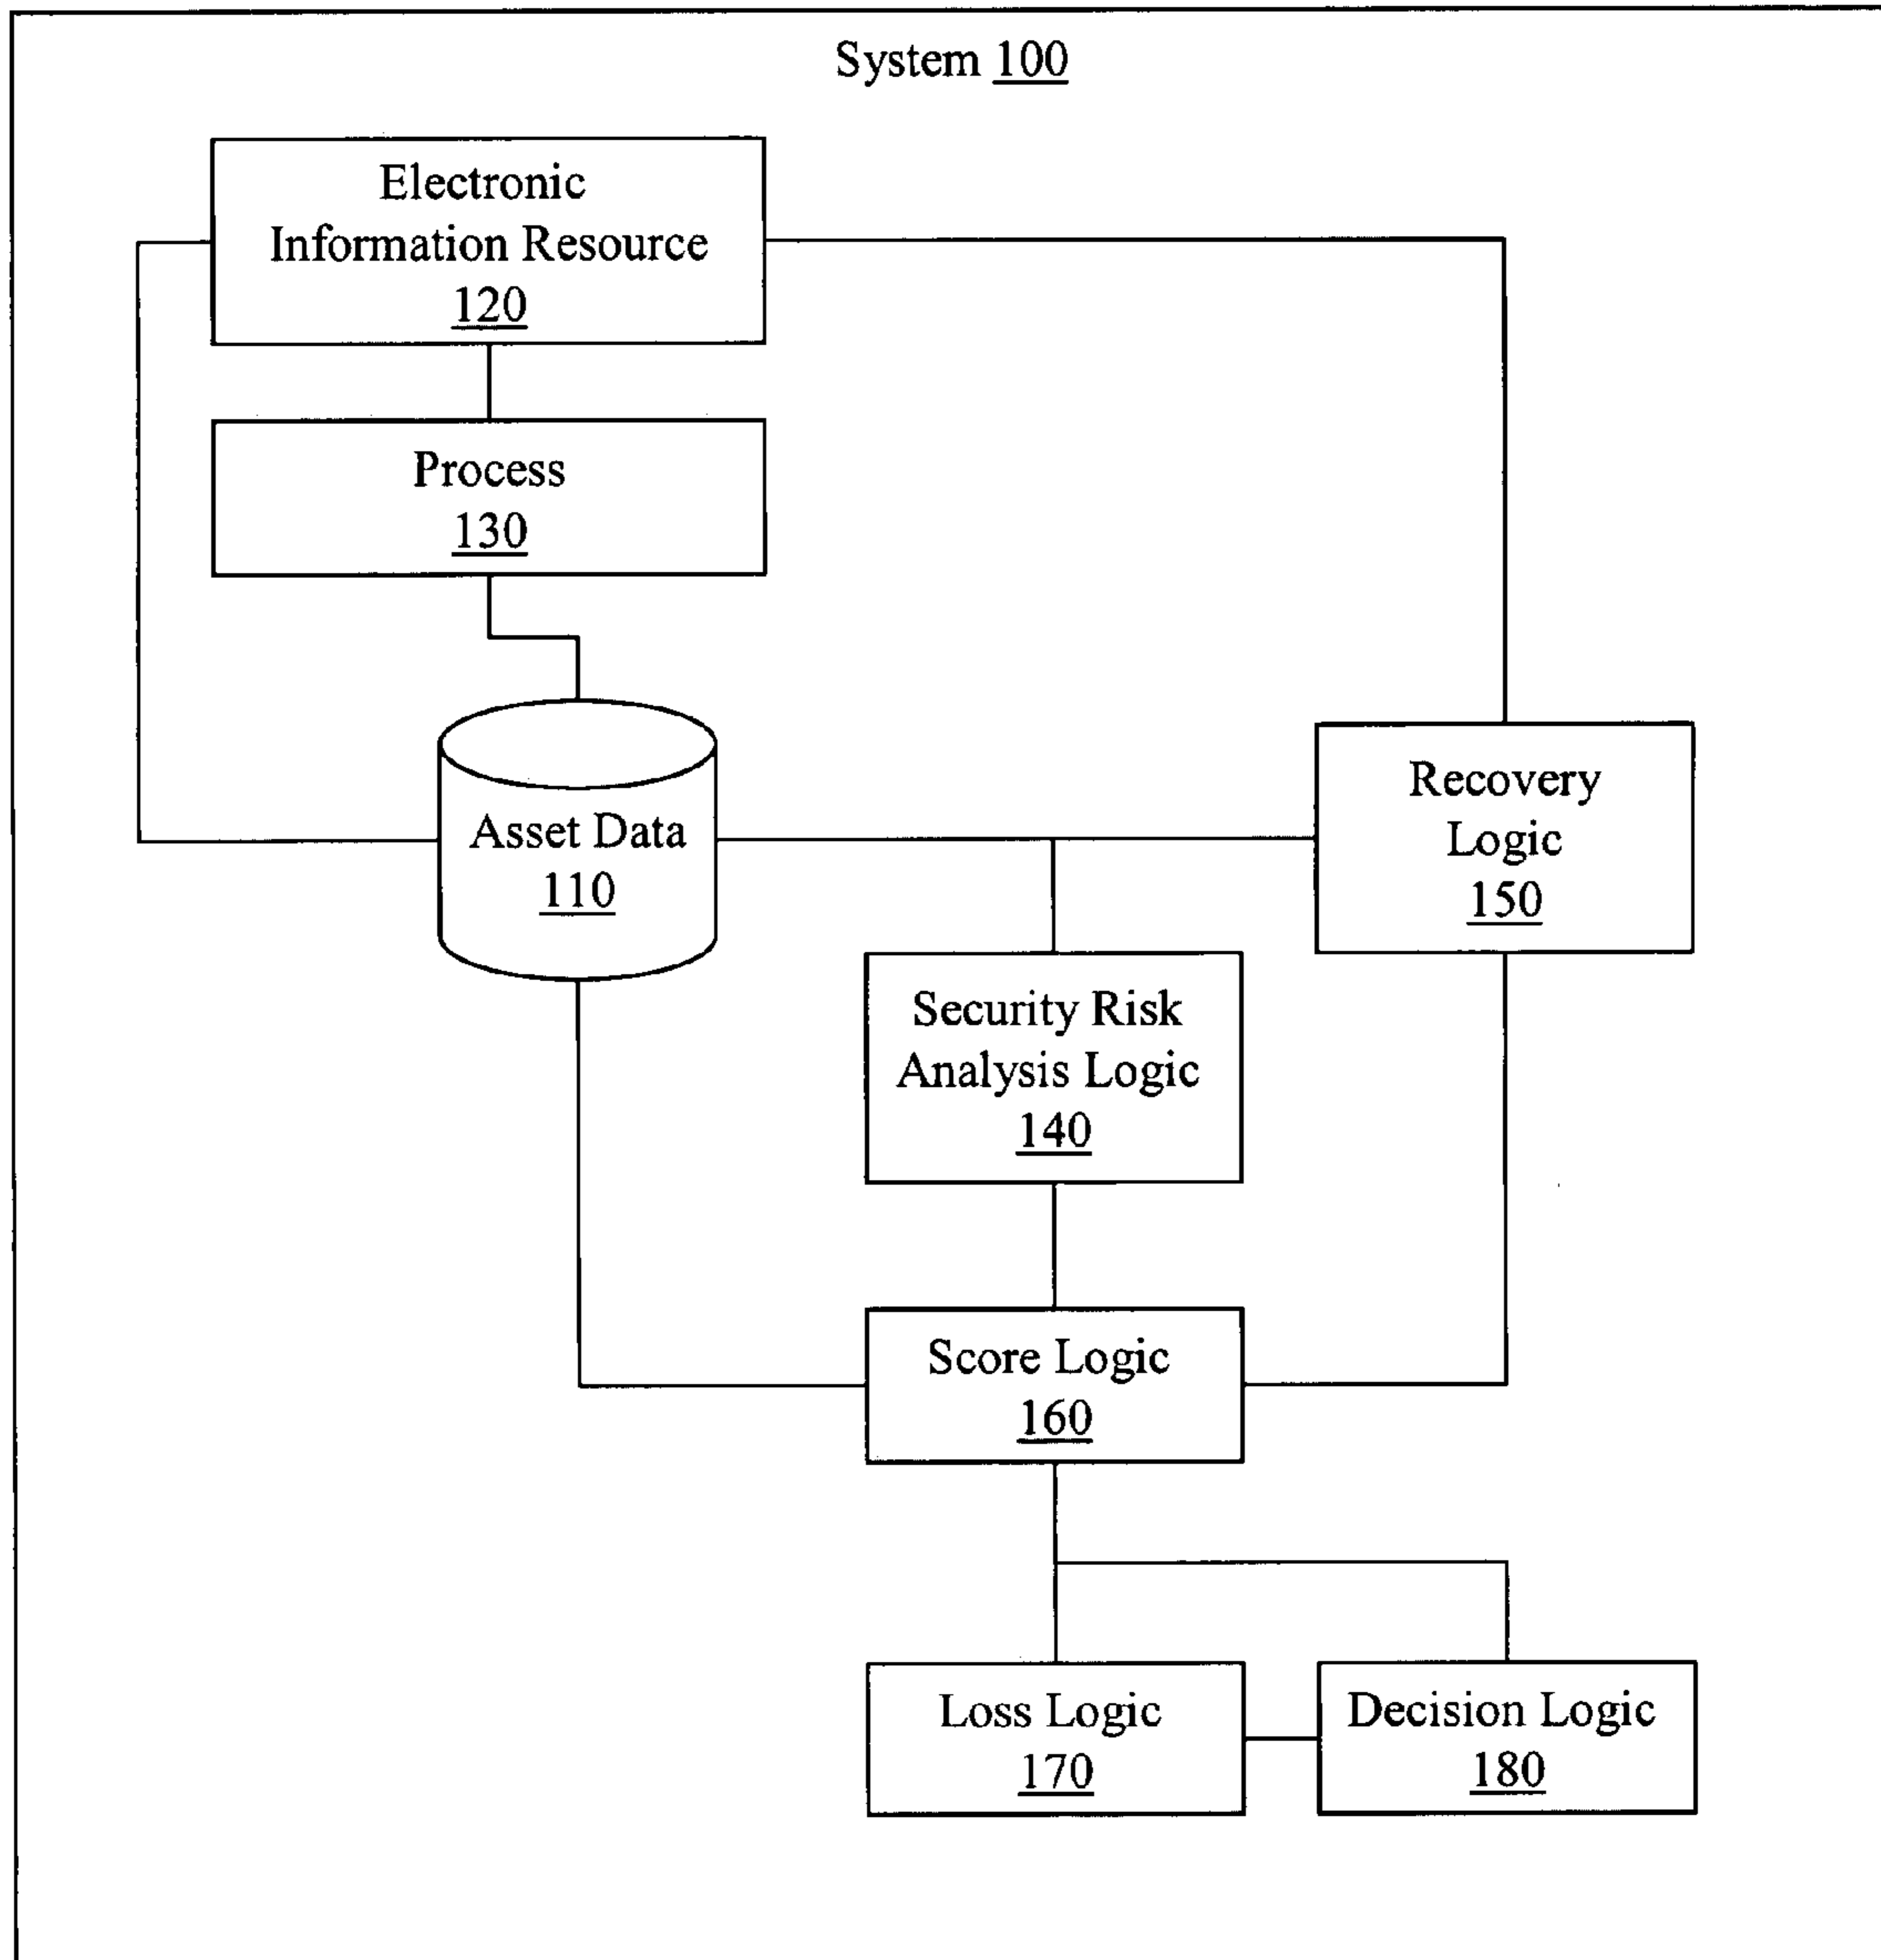 System 100
Electronic
Information Resource
120
Process
130
Asset Data
110
Recovery
Logic
150
Security Risk
Analysis Logic
140
Score Logic
160
Loss Logic
170
Decision Logic
180